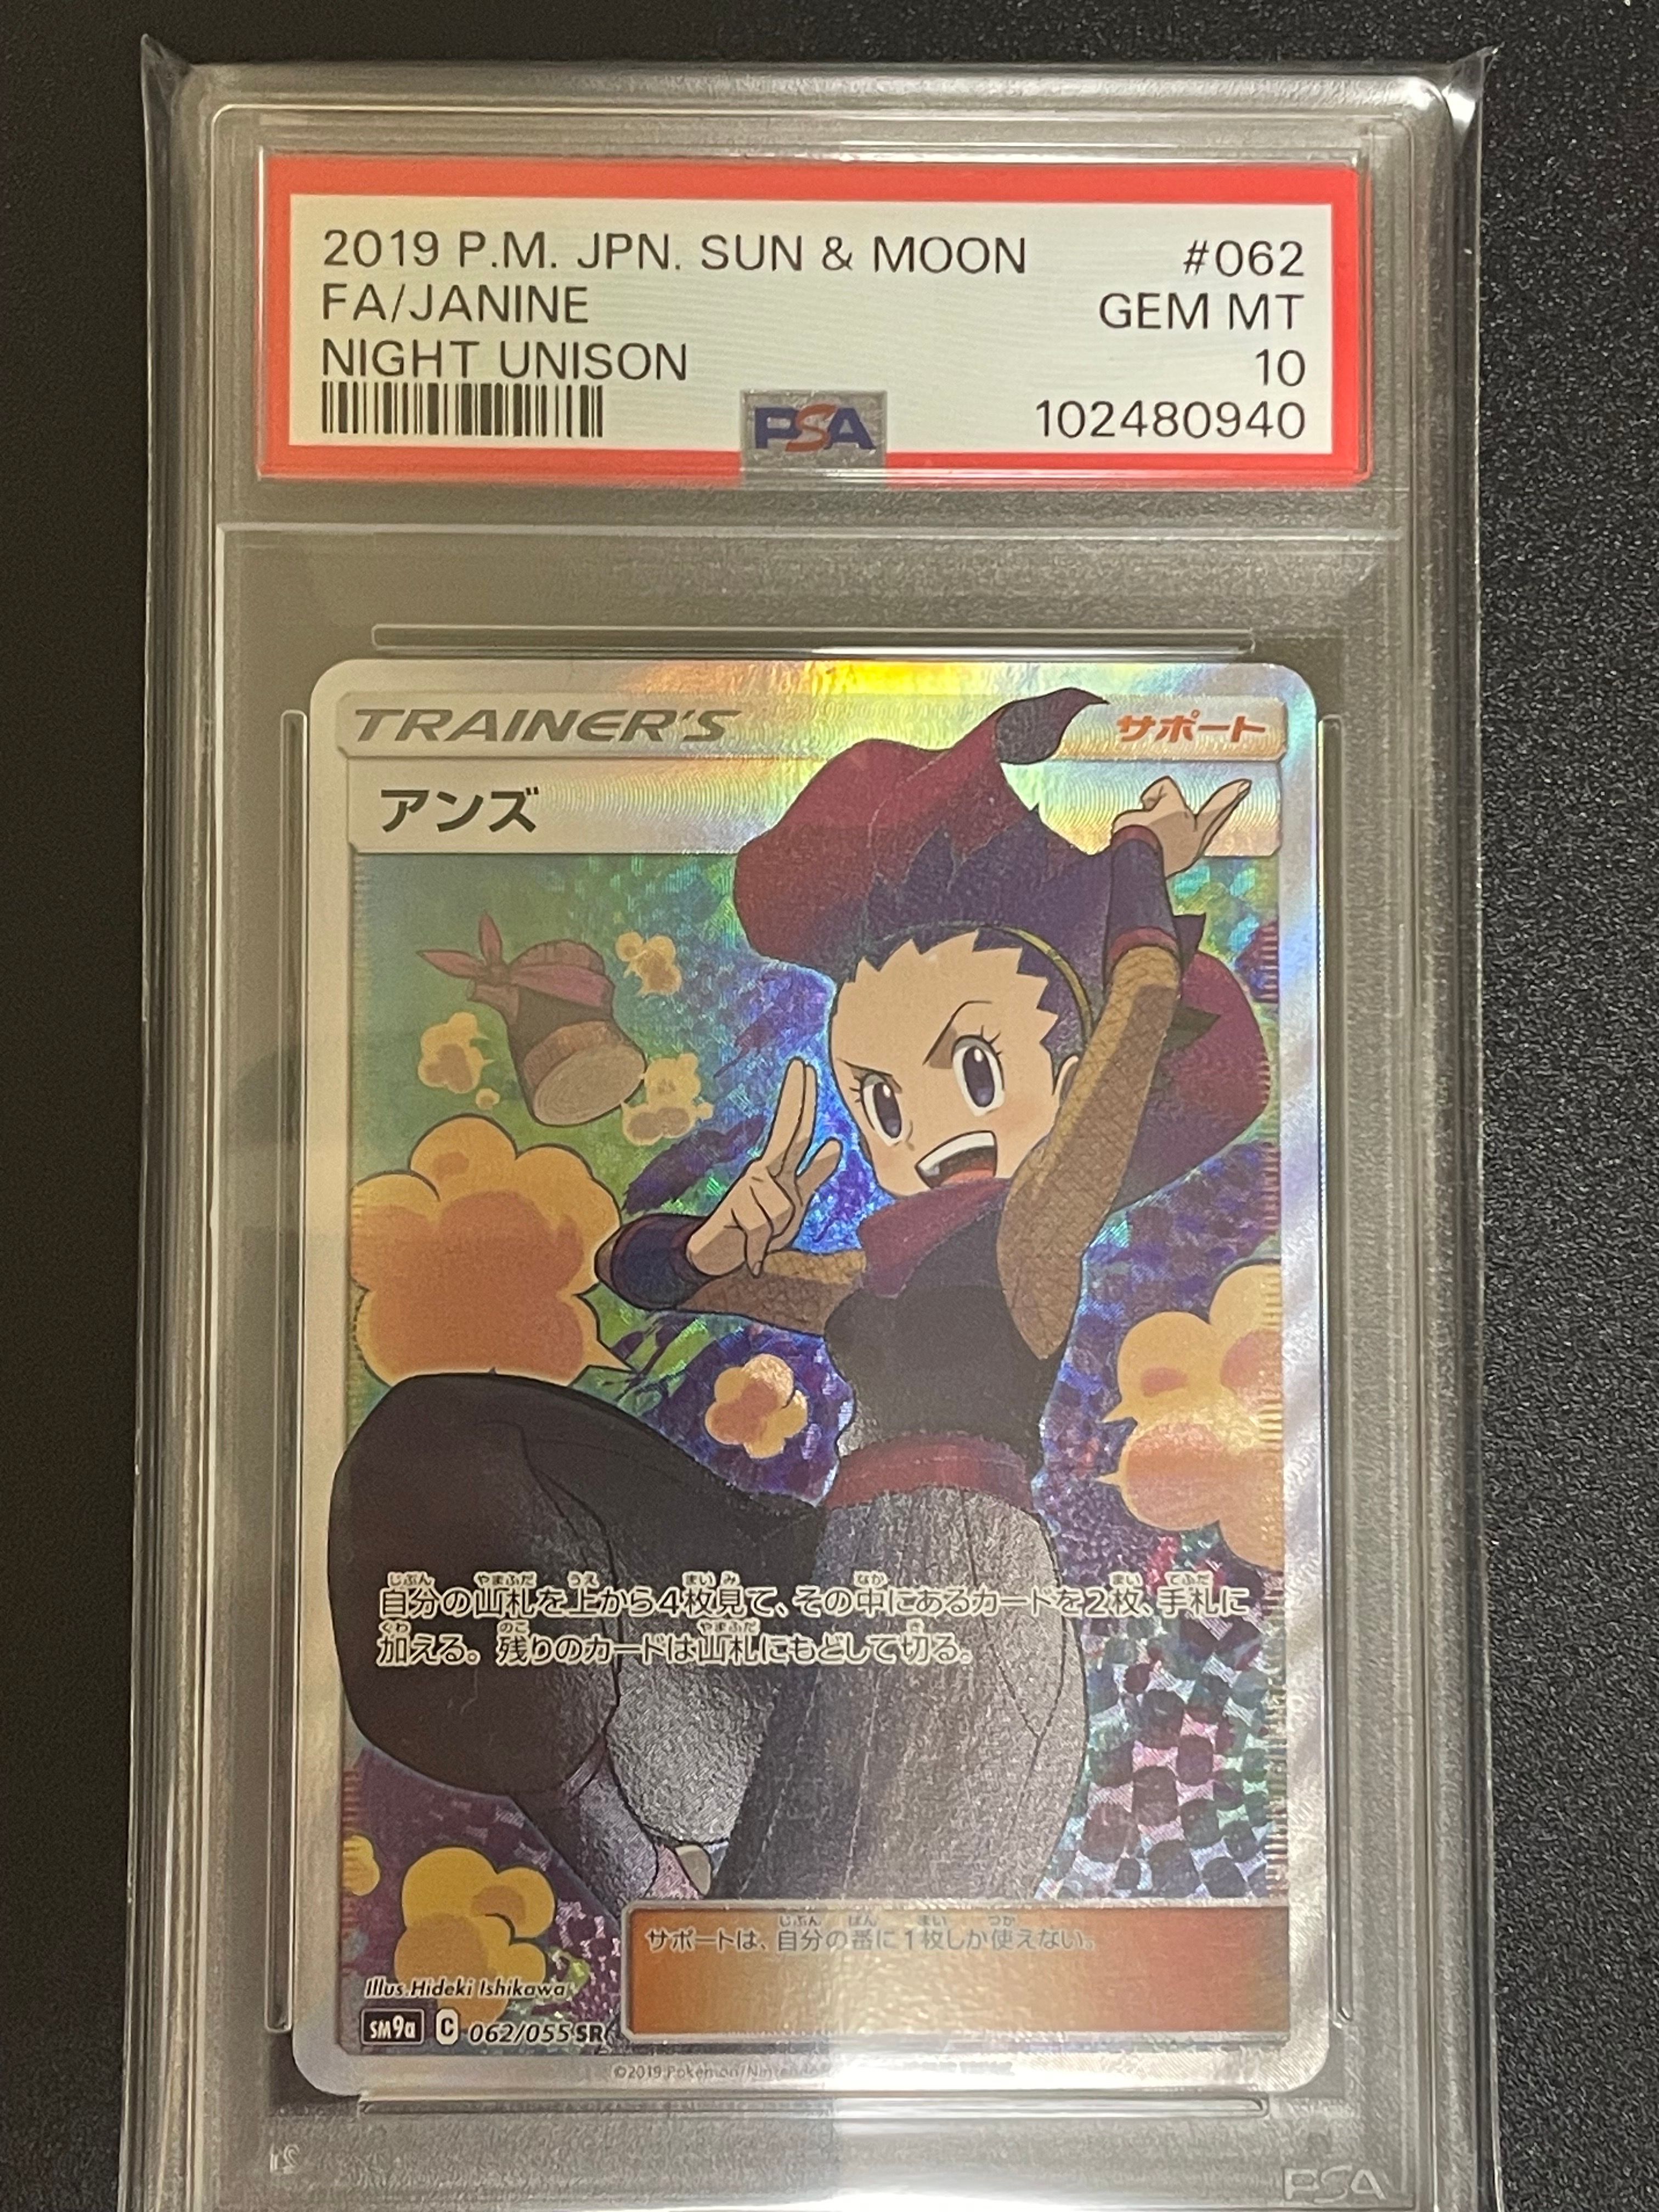 2019 P.M. JPN. SUN & MOON #062
FA/JANINE GEM MT
NIGHT UNISON 10
PSA 102480940
TRAINER'S サポート
アンズ
自分の山札を上から4枚見て、その中にあるカードを2枚、手札に
加える。残りのカードは山札にもどして切る。
サポートは、自分の番に1枚しか使えない。
Illus.Hideki Ishikawa
SM9a C 062/055 SR
©2019 Pokémon/Nintendo
PSA